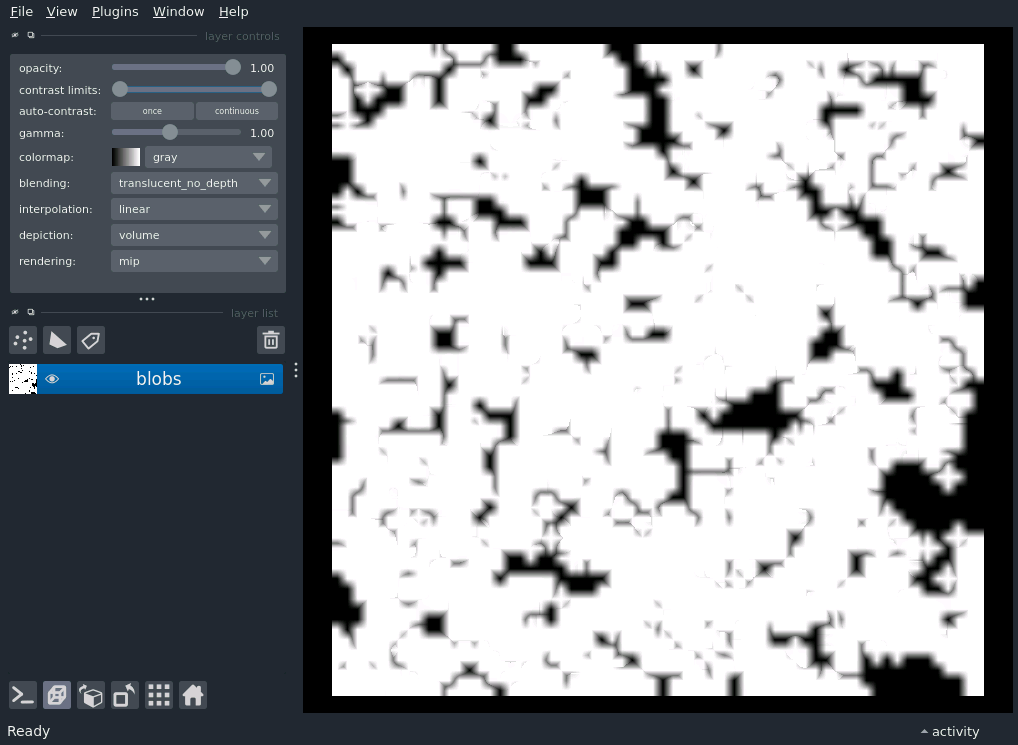 File View Plugins Window Help
layer controls
opacity: 1.00
contrast limits:
auto-contrast: once continuous
gamma: 1.00
colormap: gray
blending: translucent_no_depth
interpolation: linear
depiction: volume
rendering: mip
layer list
blobs
Ready activity